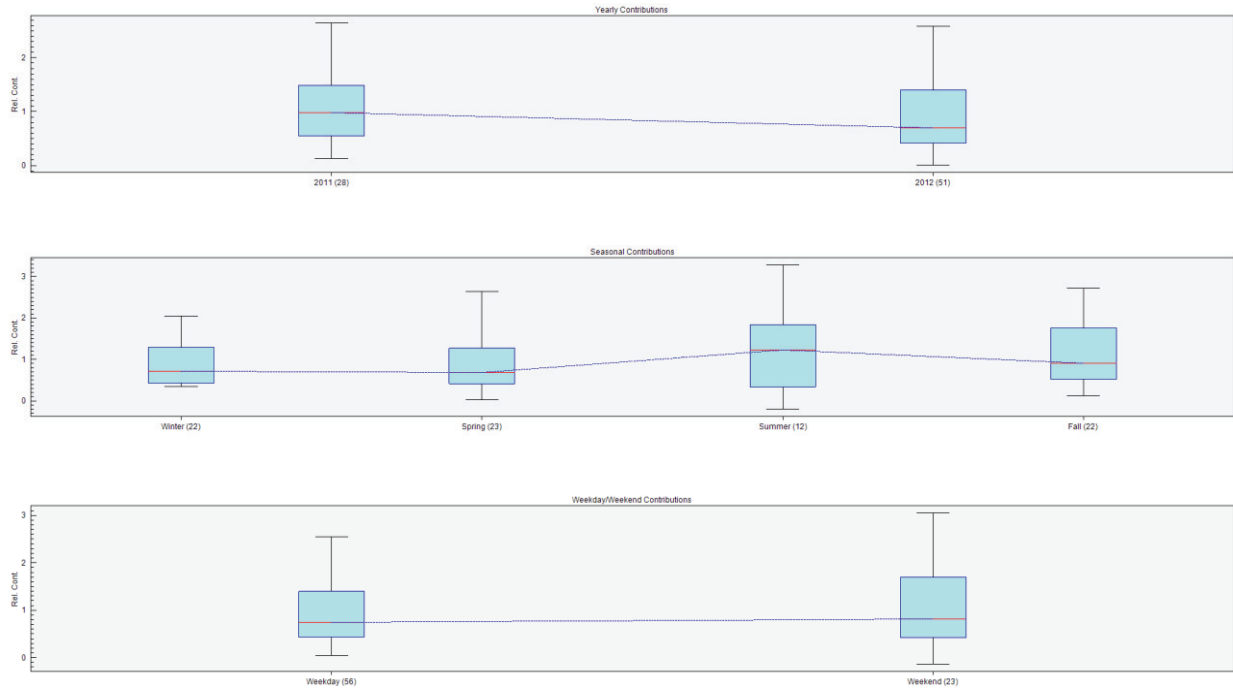 Yearly Contributions
2
1
0
Rel. Cont.
2011 (28)
2012 (51)
Seasonal Contributions
3
2
1
0
Rel. Cont.
Winter (22)
Spring (23)
Summer (12)
Fall (22)
Weekday/Weekend Contributions
3
2
1
0
Rel. Cont.
Weekday (56)
Weekend (23)